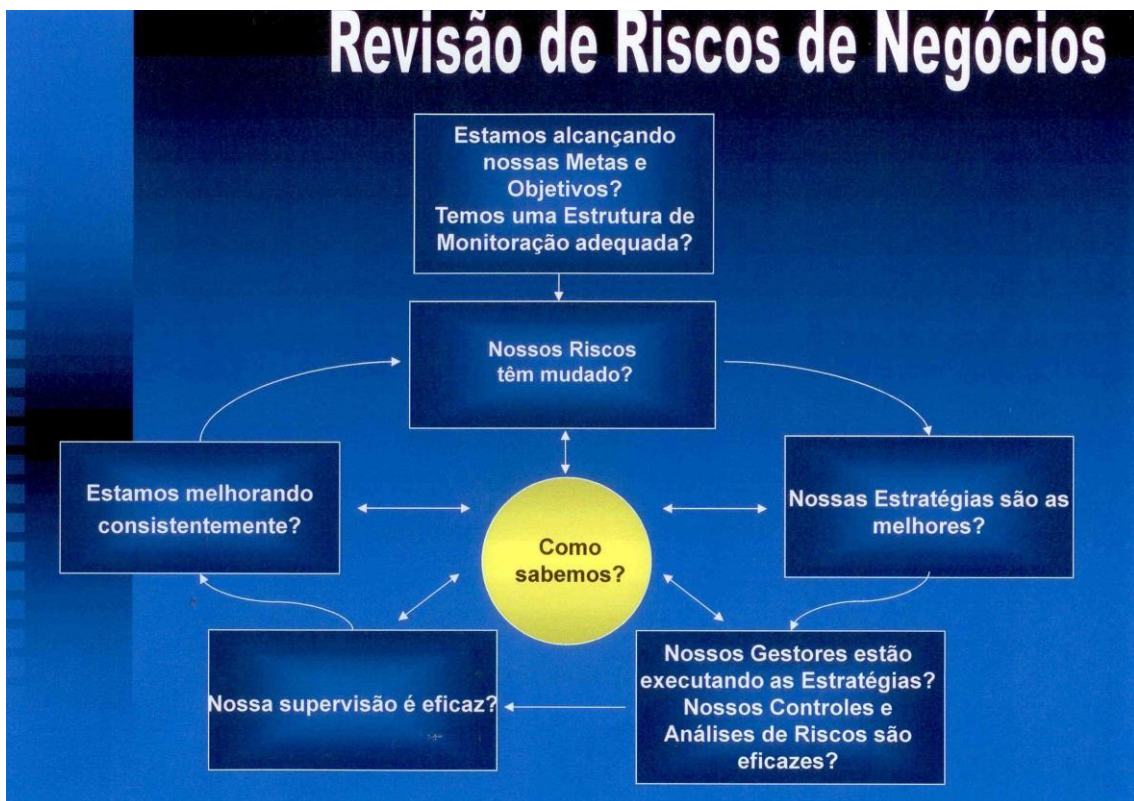 Revisão de Riscos de Negócios
Estamos alcançando
nossas Metas e
Objetivos?
Temos uma Estrutura de
Monitoração adequada?
Nossos Riscos
têm mudado?
Estamos melhorando
consistentemente?
Nossas Estratégias são as
melhores?
Como
sabemos?
Nossa supervisão é eficaz?
Nossos Gestores estão
executando as Estratégias?
Nossos Controles e
Análises de Riscos são
eficazes?